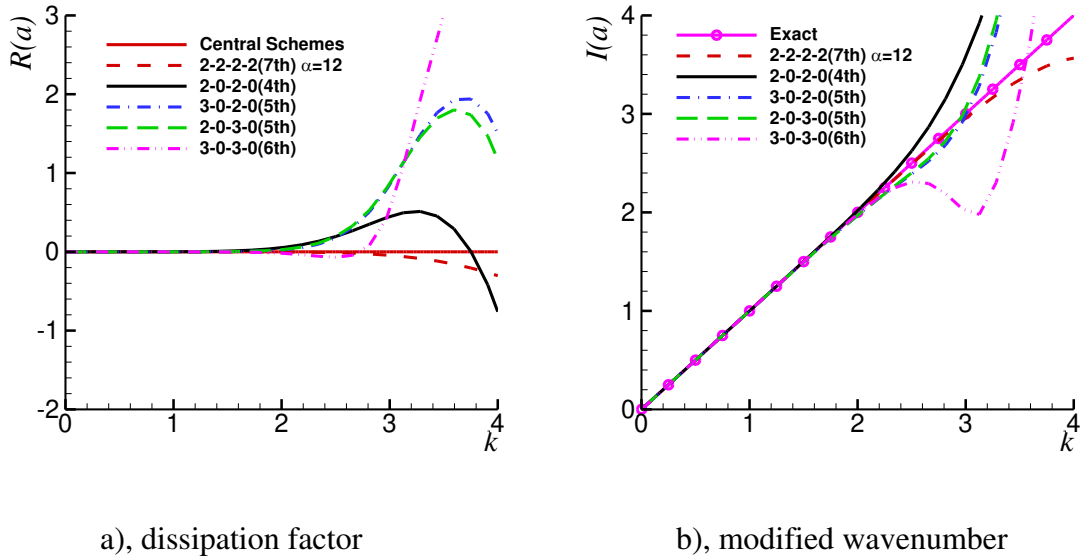 R(a)
3
2
1
0
-1
-2
0
1
2
3
4
k
Central Schemes
2-2-2-2(7th) α=12
2-0-2-0(4th)
3-0-2-0(5th)
2-0-3-0(5th)
3-0-3-0(6th)
a), dissipation factor
I(a)
4
3
2
1
0
0
1
2
3
4
k
Exact
2-2-2-2(7th) α=12
2-0-2-0(4th)
3-0-2-0(5th)
2-0-3-0(5th)
3-0-3-0(6th)
b), modified wavenumber